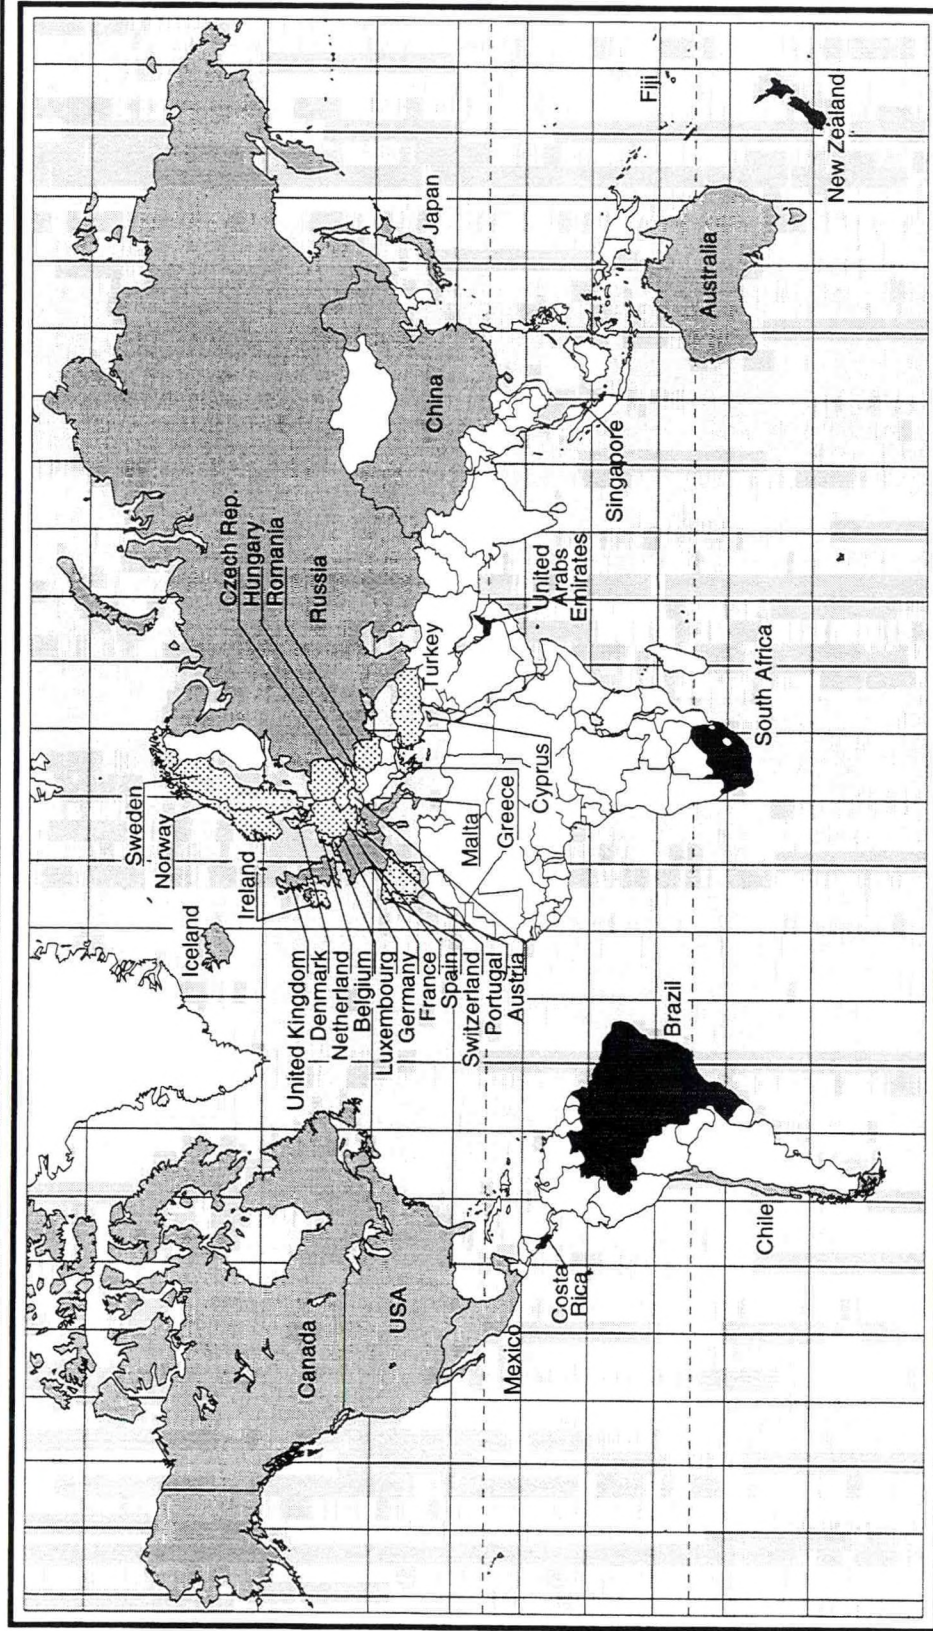 Sweden
Norway
Ireland
Iceland
United Kingdom
Denmark
Netherland
Belgium
Luxembourg
Germany
France
Spain
Switzerland
Portugal
Austria
Czech Rep.
Hungary
Romania
Russia
Canada
USA
Mexico
Costa
Rica
Brazil
Chile
Malta
Greece
Cyprus
Turkey
United
Arabs
Emirates
South Africa
China
Japan
Singapore
Fiji
Australia
New Zealand